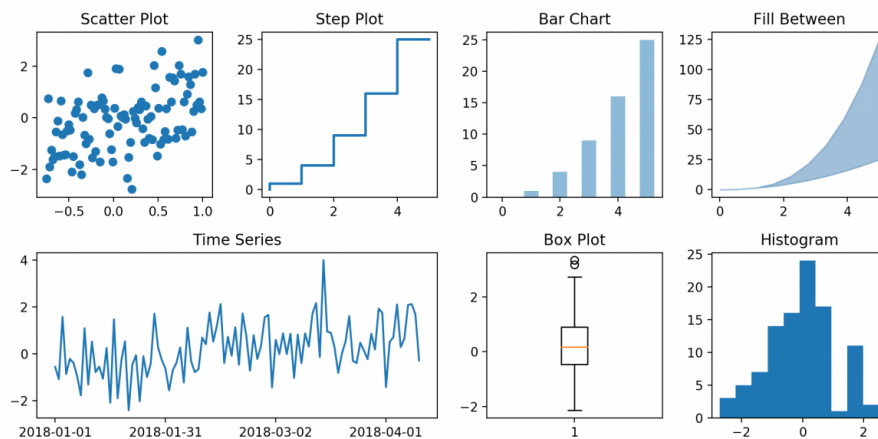 Scatter Plot
Step Plot
Bar Chart
Fill Between
2
0
−2
−0.5 0.0 0.5 1.0
25
20
15
10
5
0
0 2 4
25
20
15
10
5
0
0 2 4
125
100
75
50
25
0
0 2 4
Time Series
Box Plot
Histogram
4
2
0
−2
2018-01-01 2018-01-31 2018-03-02 2018-04-01
2
0
−2
1
25
20
15
10
5
0
−2 0 2